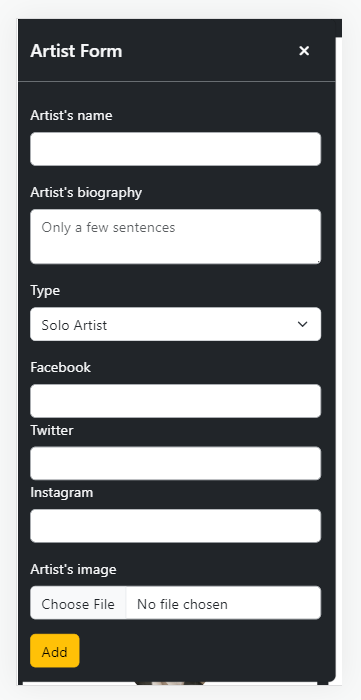 Artist Form
Artist's name
Artist's biography
Only a few sentences
Type
Solo Artist
Facebook
Twitter
Instagram
Artist's image
Choose File No file chosen
Add